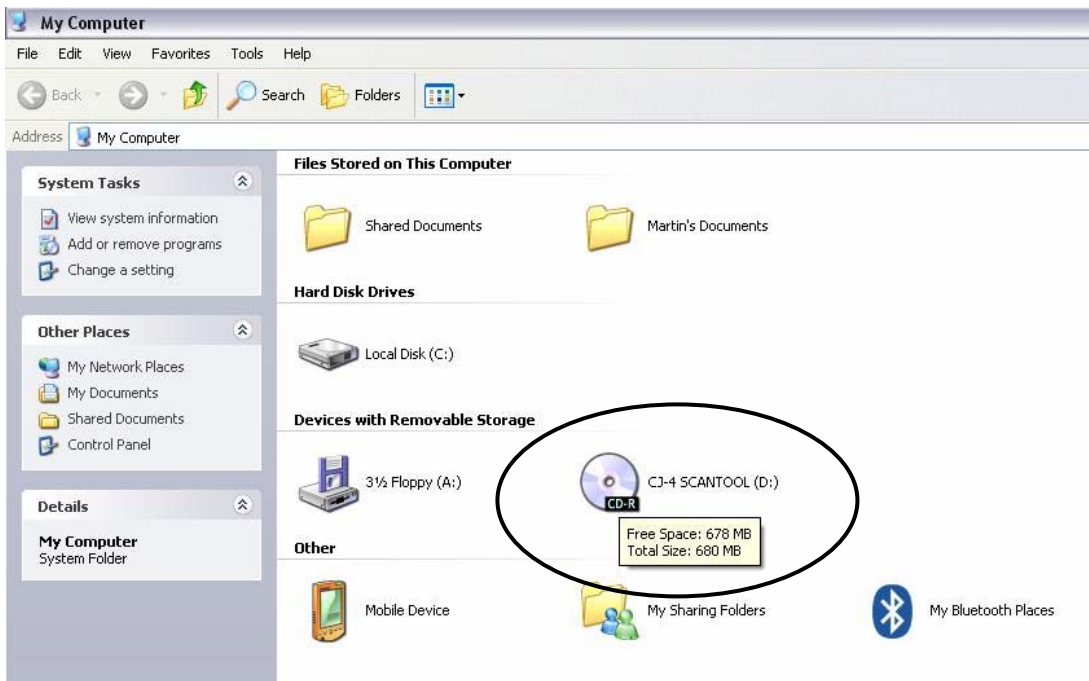 My Computer
File Edit View Favorites Tools Help
Back Search Folders
Address My Computer
System Tasks
View system information
Add or remove programs
Change a setting
Other Places
My Network Places
My Documents
Shared Documents
Control Panel
Details
My Computer
System Folder
Files Stored on This Computer
Shared Documents Martin's Documents
Hard Disk Drives
Local Disk (C:)
Devices with Removable Storage
3½ Floppy (A:) CJ-4 SCANTOOL (D:)
CD-R
Free Space: 678 MB
Total Size: 680 MB
Other
Mobile Device My Sharing Folders My Bluetooth Places